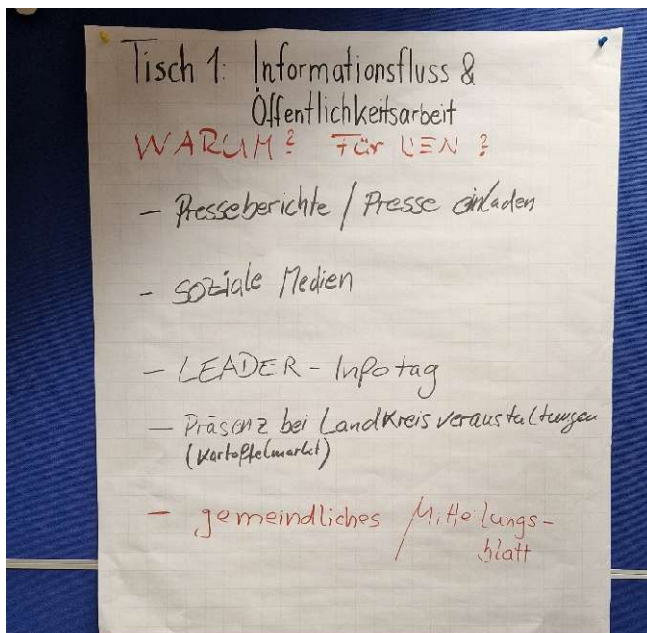 Tisch 1: Informationsfluss &
Öffentlichkeitsarbeit
WARUM? Für WEN?
- Presseberichte / Presse einladen
- soziale Medien
- LEADER-Infotag
- Präsenz bei Landkreisveranstaltungen
(Kartoffelmarkt)
- gemeindliches Mitteilungs-
blatt